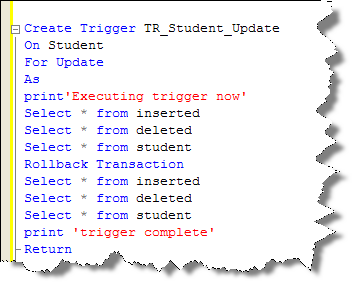 Create Trigger TR_Student_Update
On Student
For Update
As
print'Executing trigger now'
Select * from inserted
Select * from deleted
Select * from student
Rollback Transaction
Select * from inserted
Select * from deleted
Select * from student
print 'trigger complete'
Return